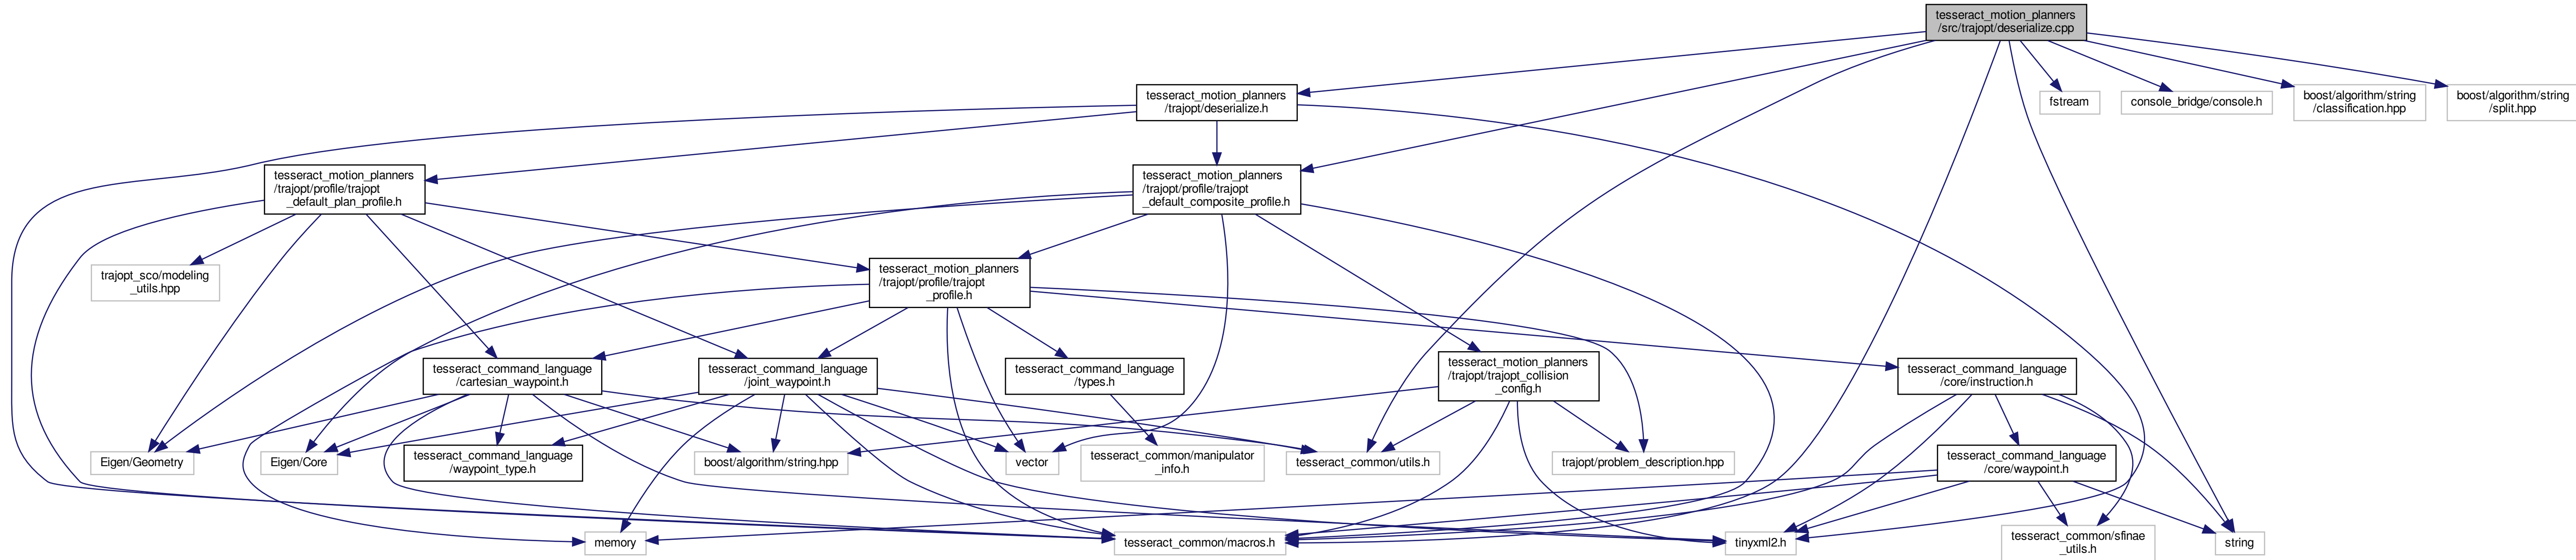 tesseract_motion_planners
/src/trajopt/deserialize.cpp
tesseract_motion_planners
/trajopt/deserialize.h
fstream
console_bridge/console.h
boost/algorithm/string
/classification.hpp
boost/algorithm/string
/split.hpp
tesseract_motion_planners
/trajopt/profile/trajopt
_default_plan_profile.h
tesseract_motion_planners
/trajopt/profile/trajopt
_default_composite_profile.h
trajopt_sco/modeling
_utils.hpp
tesseract_motion_planners
/trajopt/profile/trajopt
_profile.h
tesseract_command_language
/cartesian_waypoint.h
tesseract_command_language
/joint_waypoint.h
tesseract_command_language
/types.h
tesseract_motion_planners
/trajopt/trajopt_collision
_config.h
tesseract_command_language
/core/instruction.h
Eigen/Geometry
Eigen/Core
tesseract_command_language
/waypoint_type.h
boost/algorithm/string.hpp
vector
tesseract_common/manipulator
_info.h
tesseract_common/utils.h
trajopt/problem_description.hpp
tesseract_command_language
/core/waypoint.h
memory
tesseract_common/macros.h
tinyxml2.h
tesseract_common/sfinae
_utils.h
string